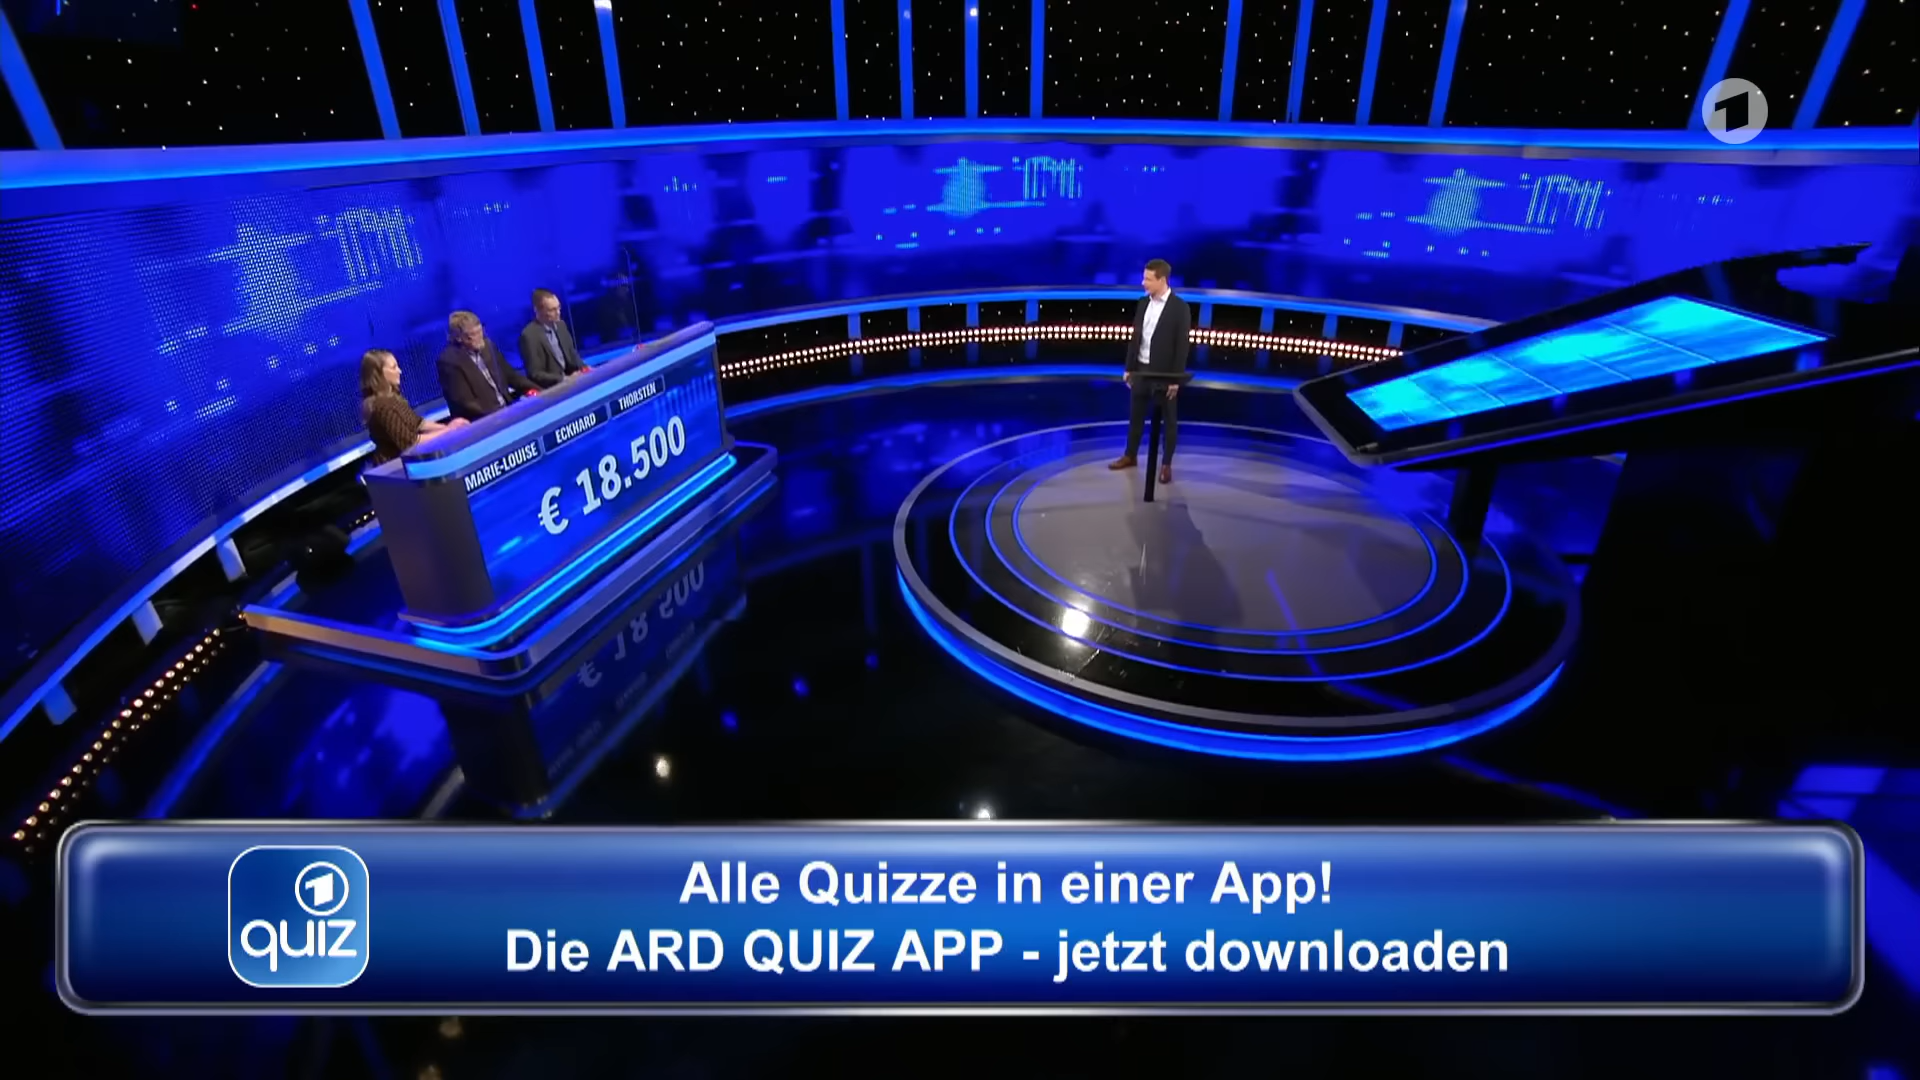 MARIE-LOUISE
ECKHARD
THORSTEN
€ 18.500
quiz
Alle Quizze in einer App!
Die ARD QUIZ APP - jetzt downloaden